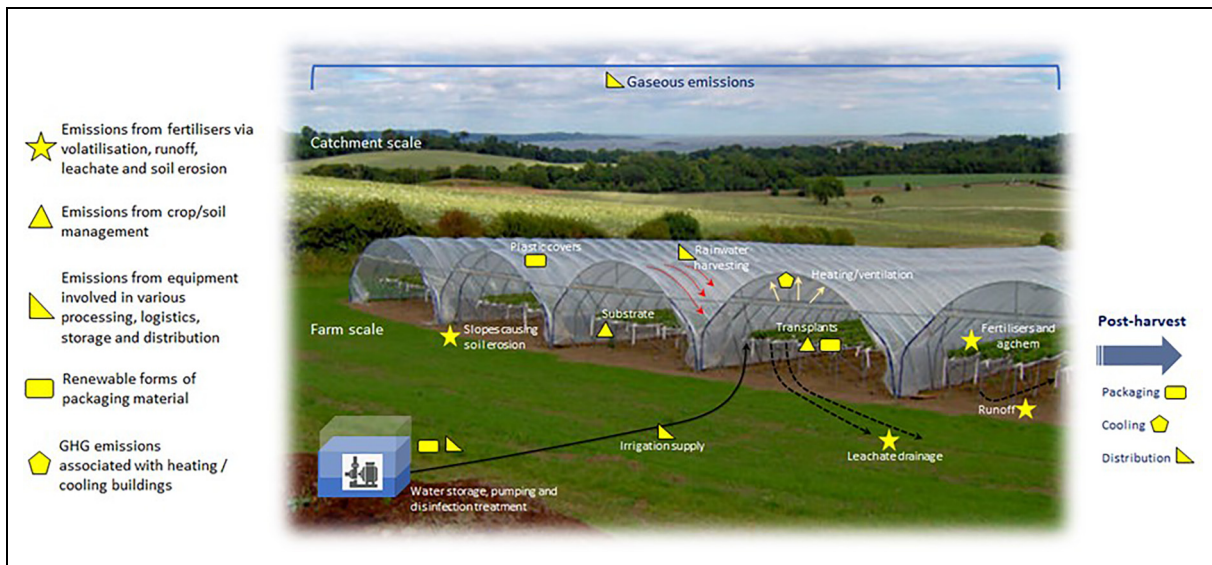 Emissions from fertilisers via
volatilisation, runoff,
leachate and soil erosion
Emissions from crop/soil
management
Emissions from equipment
involved in various
processing, logistics,
storage and distribution
Renewable forms of
packaging material
GHG emissions
associated with heating /
cooling buildings
Gaseous emissions
Catchment scale
Plastic covers
Rainwater
harvesting
Heating/ventilation
Farm scale
Slopes causing
soil erosion
Substrate
Transplants
Fertilisers and
agchem
Runoff
Irrigation supply
Leachate drainage
Water storage, pumping and
disinfection treatment
Post-harvest
Packaging
Cooling
Distribution